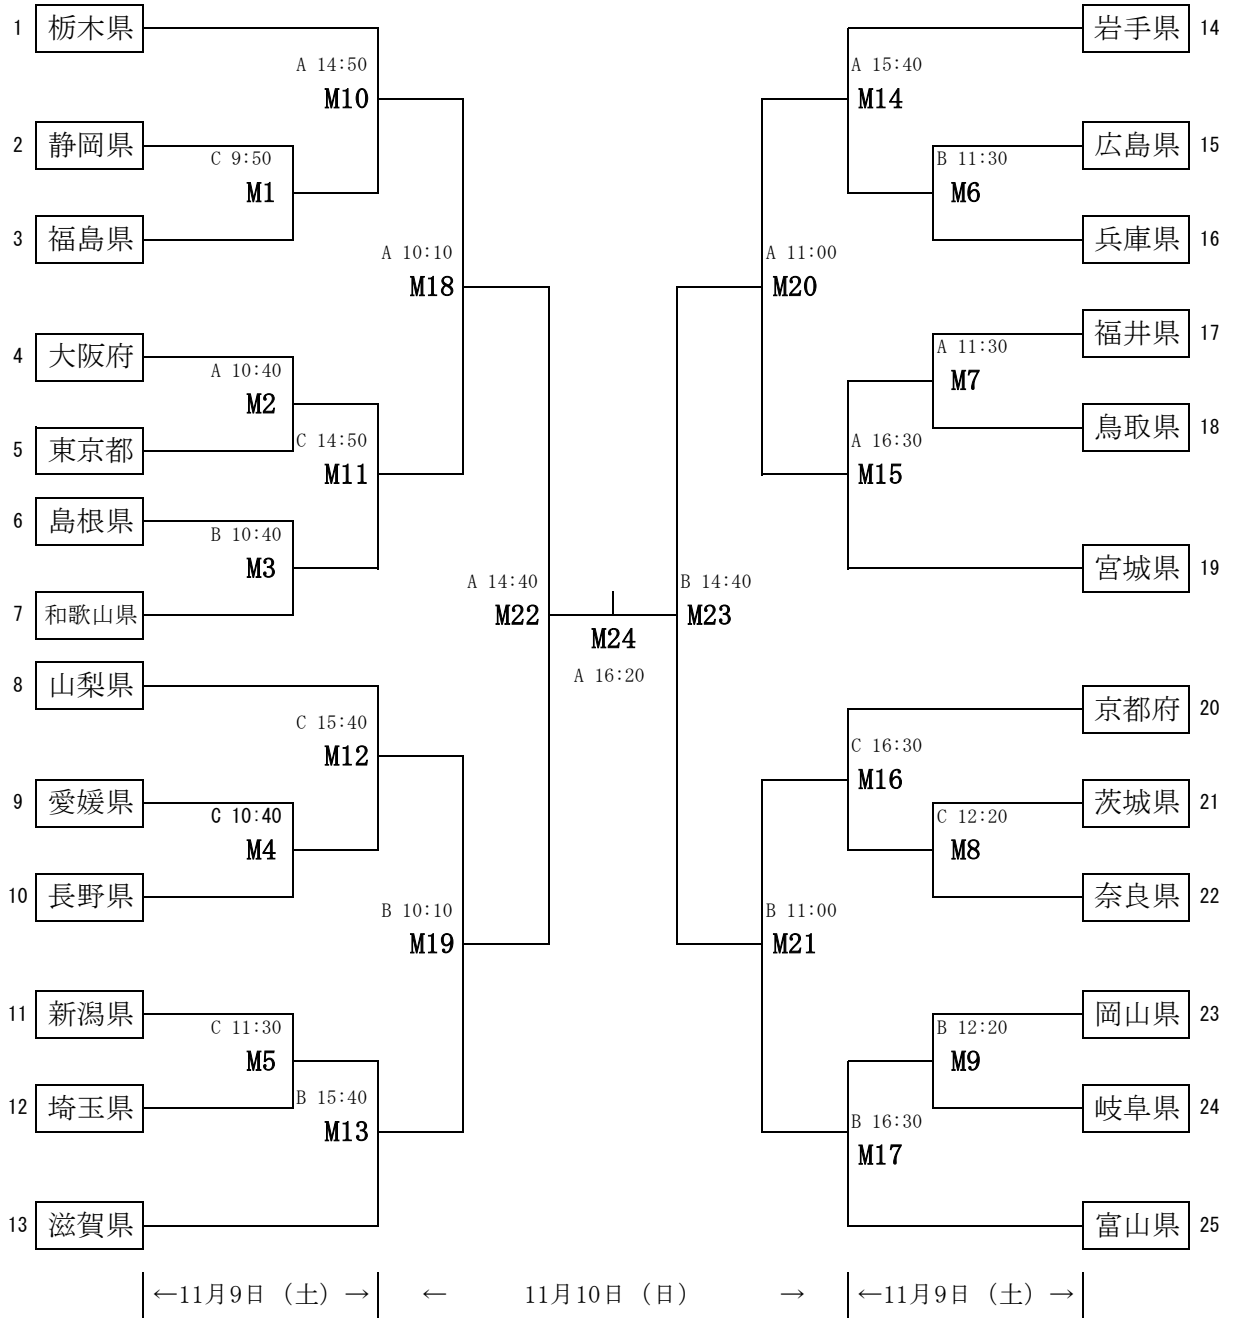 1 栃木県
A 14:50
M10
2 静岡県
C 9:50
M1
3 福島県
A 10:10
M18
4 大阪府
A 10:40
M2
5 東京都
C 14:50
M11
6 島根県
B 10:40
M3
7 和歌山県
A 14:40
M22
8 山梨県
C 15:40
M12
9 愛媛県
C 10:40
M4
10 長野県
B 10:10
M19
11 新潟県
C 11:30
M5
12 埼玉県
B 15:40
M13
13 滋賀県
M24
A 16:20
岩手県 14
A 15:40
M14
広島県 15
B 11:30
M6
兵庫県 16
A 11:00
M20
福井県 17
A 11:30
M7
鳥取県 18
A 16:30
M15
宮城県 19
B 14:40
M23
京都府 20
C 16:30
M16
茨城県 21
C 12:20
M8
奈良県 22
B 11:00
M21
岡山県 23
B 12:20
M9
岐阜県 24
B 16:30
M17
富山県 25
←11月9日（土）→ ← 11月10日（日） → ←11月9日（土）→